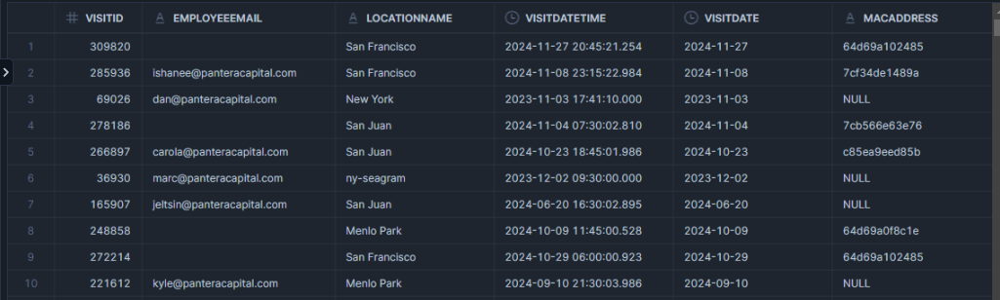 # VISITID A EMPLOYEEEMAIL A LOCATIONNAME VISITDATETIME VISITDATE A MACADDRESS
1 309820 San Francisco 2024-11-27 20:45:21.254 2024-11-27 64d69a102485
2 285936 ishanee@panteracapital.com San Francisco 2024-11-08 23:15:22.984 2024-11-08 7cf34de1489a
3 69026 dan@panteracapital.com New York 2023-11-03 17:41:10.000 2023-11-03 NULL
4 278186 San Juan 2024-11-04 07:30:02.810 2024-11-04 7cb566e63e76
5 266897 carola@panteracapital.com San Juan 2024-10-23 18:45:01.986 2024-10-23 c85ea9eed85b
6 36930 marc@panteracapital.com ny-seagram 2023-12-02 09:30:00.000 2023-12-02 NULL
7 165907 jeltsin@panteracapital.com San Juan 2024-06-20 16:30:02.895 2024-06-20 NULL
8 248858 Menlo Park 2024-10-09 11:45:00.528 2024-10-09 64d69a0f8c1e
9 272214 San Francisco 2024-10-29 06:00:00.923 2024-10-29 64d69a102485
10 221612 kyle@panteracapital.com Menlo Park 2024-09-10 21:30:03.986 2024-09-10 NULL